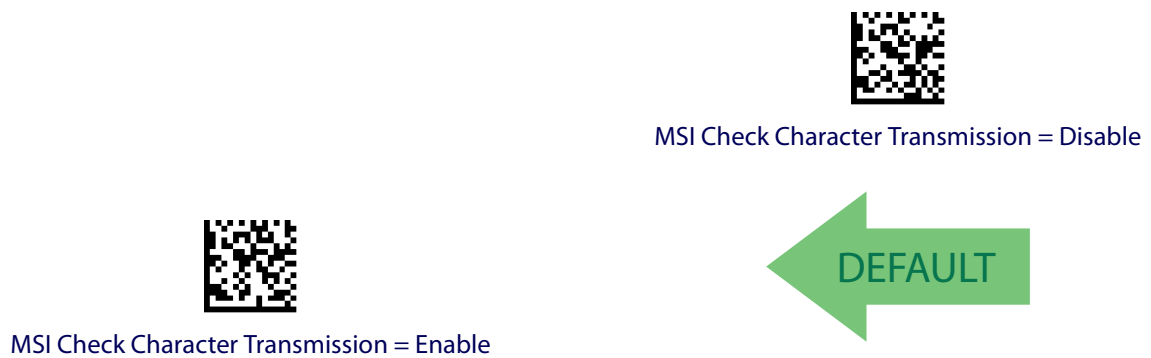 MSI Check Character Transmission = Disable
DEFAULT
MSI Check Character Transmission = Enable